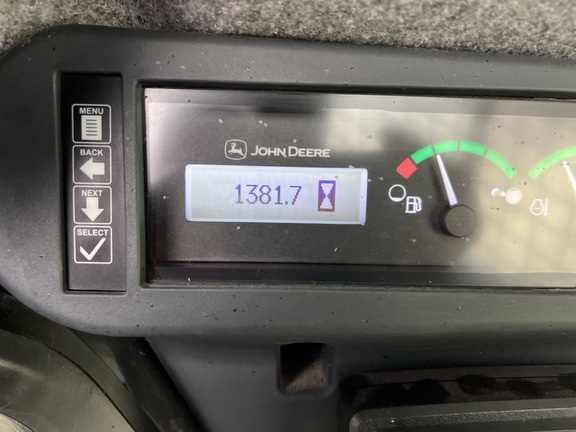 MENU
BACK
NEXT
SELECT
JOHN DEERE
1381.7